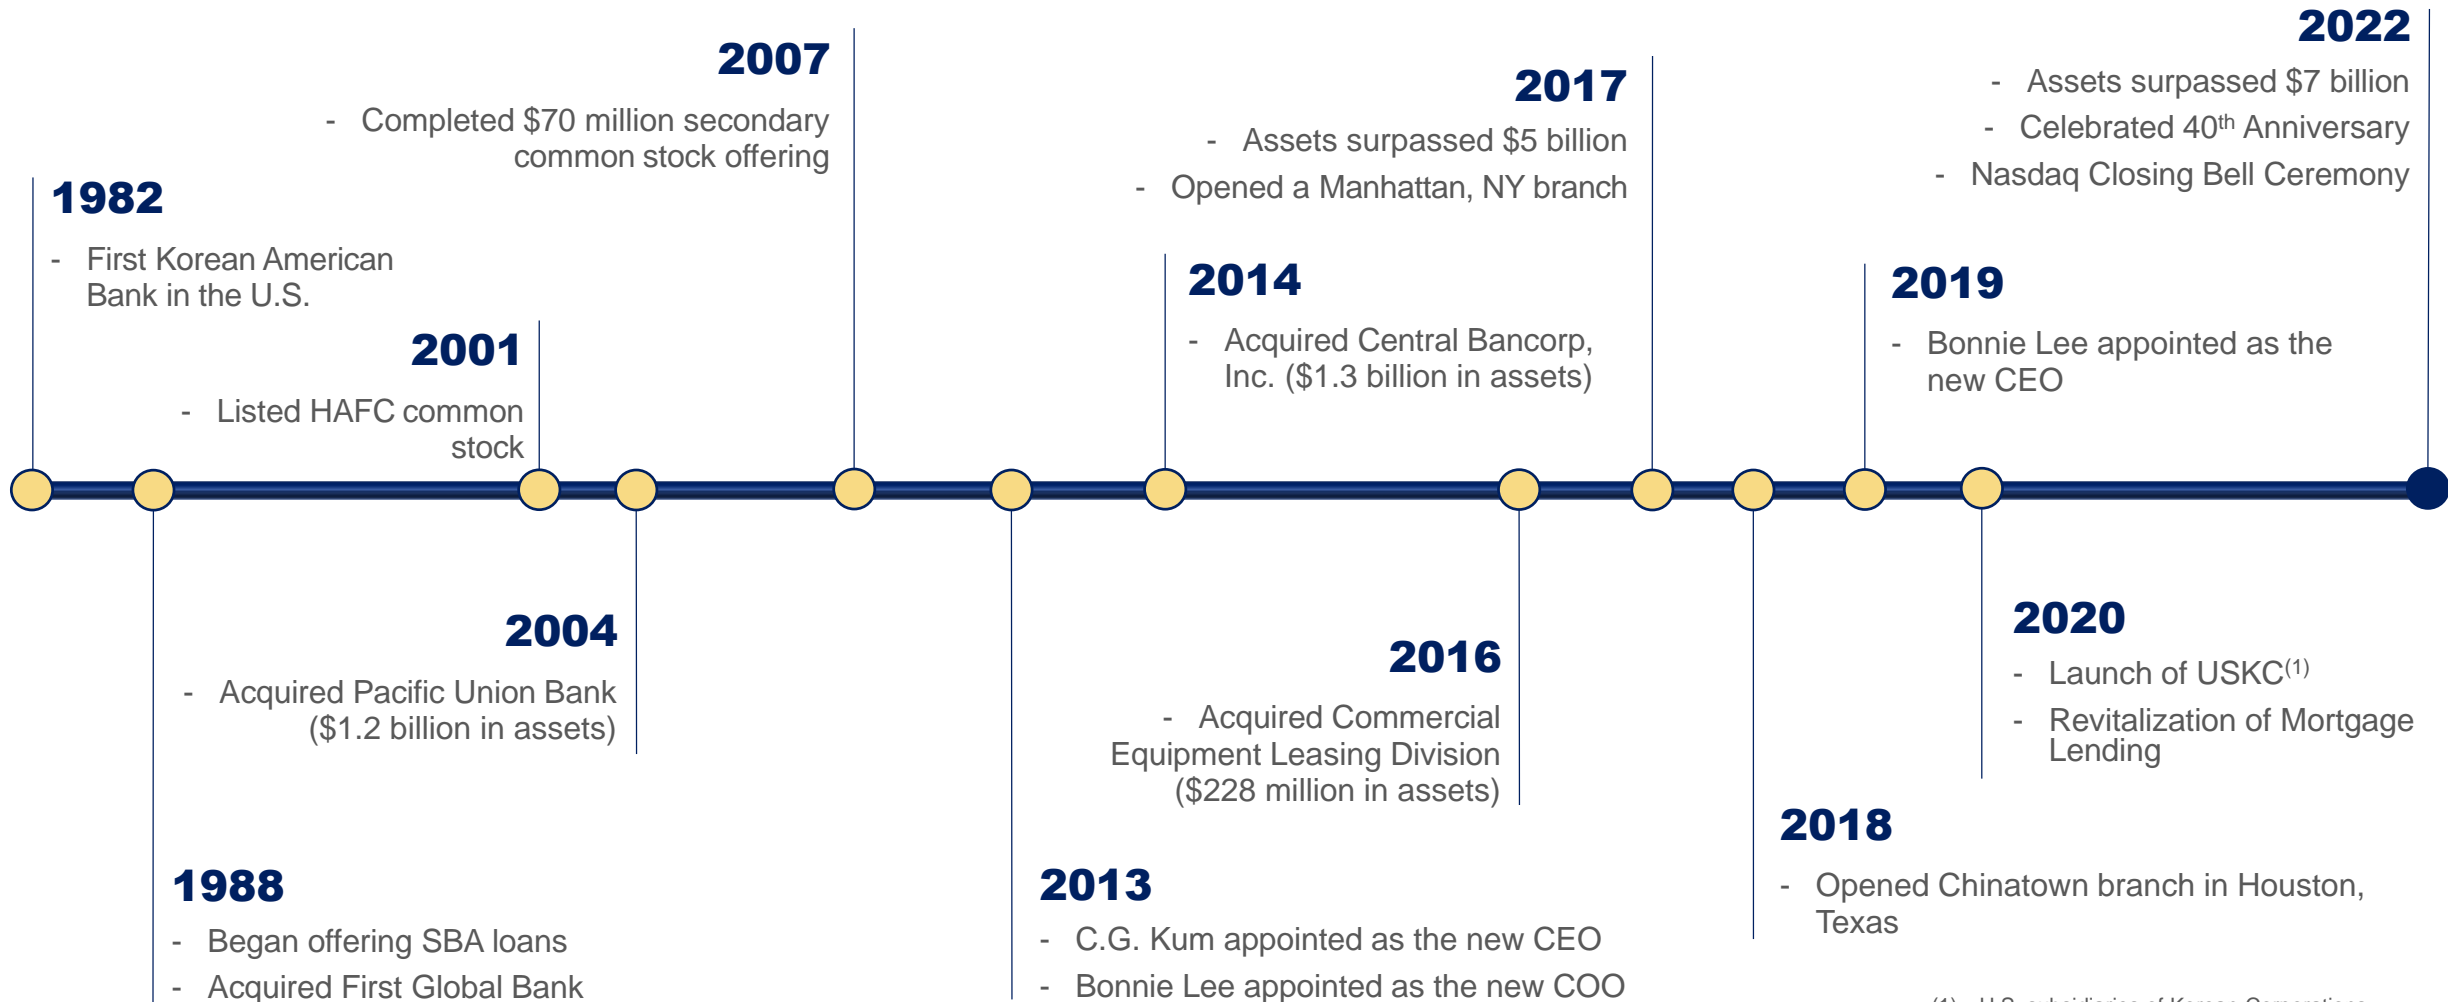 1982
- First Korean American
Bank in the U.S.
1988
- Began offering SBA loans
- Acquired First Global Bank
2001
- Listed HAFC common
stock
2004
- Acquired Pacific Union Bank
($1.2 billion in assets)
2007
- Completed $70 million secondary
common stock offering
2013
- C.G. Kum appointed as the new CEO
- Bonnie Lee appointed as the new COO
2014
- Acquired Central Bancorp,
Inc. ($1.3 billion in assets)
2016
- Acquired Commercial
Equipment Leasing Division
($228 million in assets)
2017
- Assets surpassed $5 billion
- Opened a Manhattan, NY branch
2018
- Opened Chinatown branch in Houston,
Texas
2019
- Bonnie Lee appointed as the
new CEO
2020
- Launch of USKC(1)
- Revitalization of Mortgage
Lending
2022
- Assets surpassed $7 billion
- Celebrated 40th Anniversary
- Nasdaq Closing Bell Ceremony
(1) U.S. subsidiaries of Korean Corporations